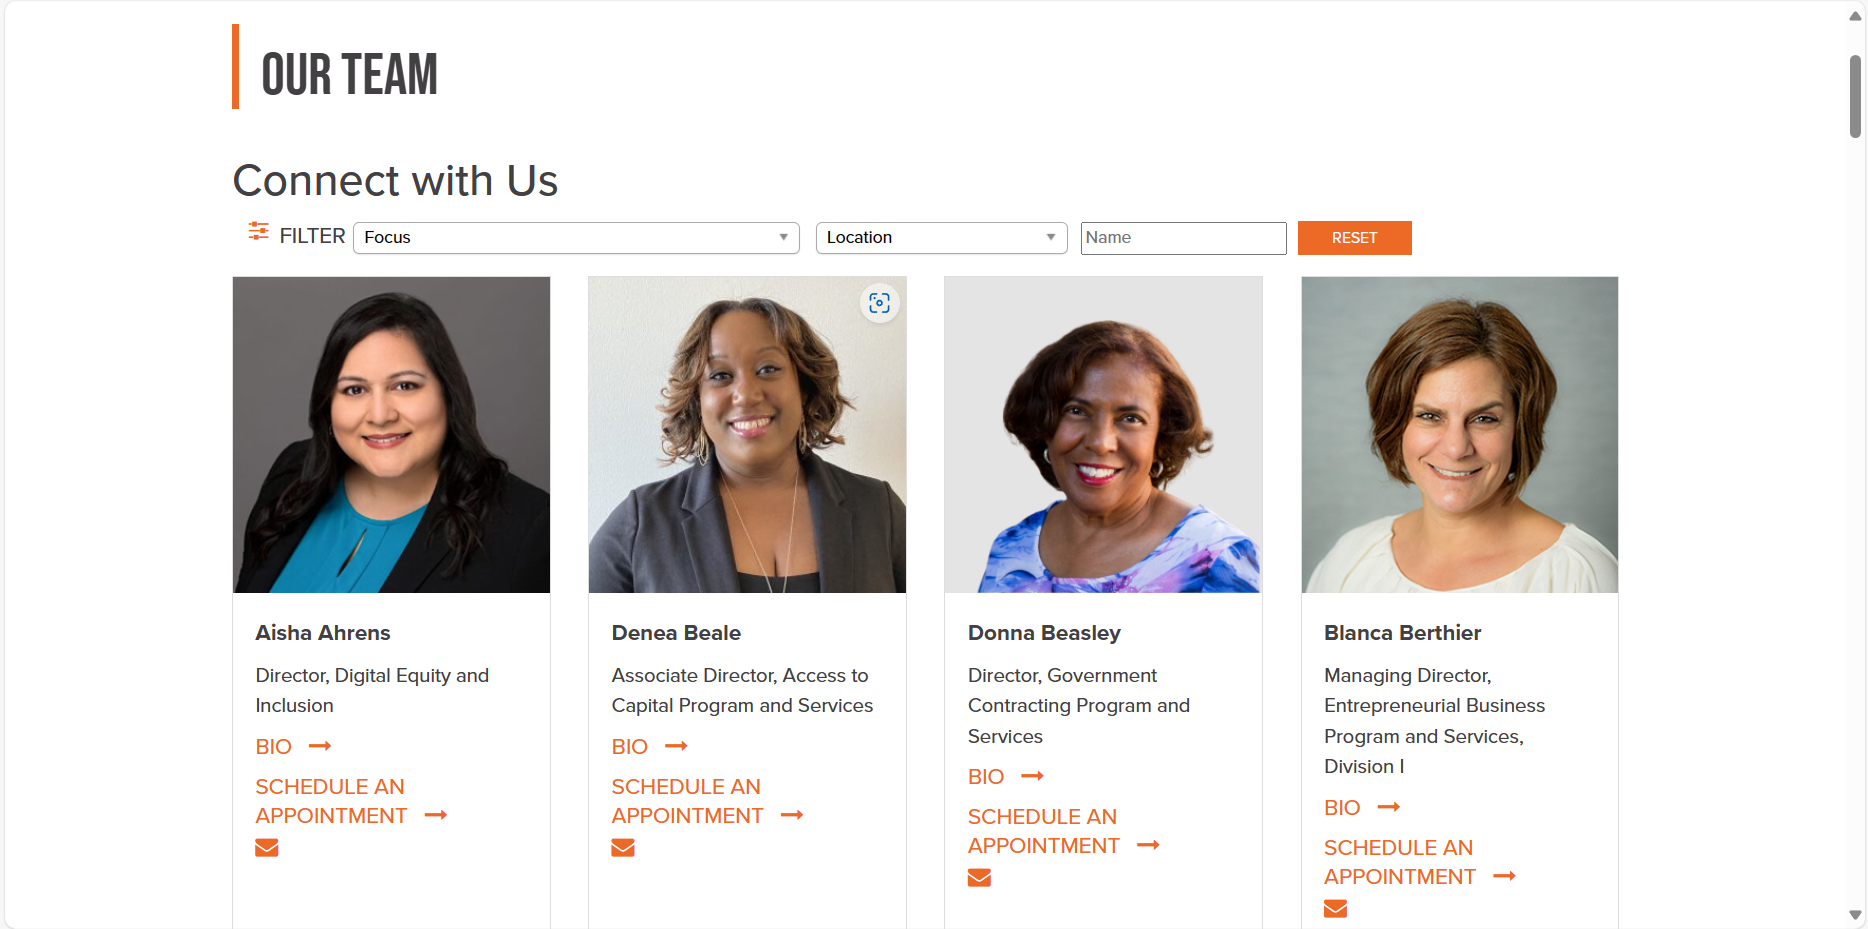 OUR TEAM
Connect with Us
FILTER Focus Location Name RESET
Aisha Ahrens
Director, Digital Equity and
Inclusion
BIO
SCHEDULE AN
APPOINTMENT
Denea Beale
Associate Director, Access to
Capital Program and Services
BIO
SCHEDULE AN
APPOINTMENT
Donna Beasley
Director, Government
Contracting Program and
Services
BIO
SCHEDULE AN
APPOINTMENT
Blanca Berthier
Managing Director,
Entrepreneurial Business
Program and Services,
Division I
BIO
SCHEDULE AN
APPOINTMENT